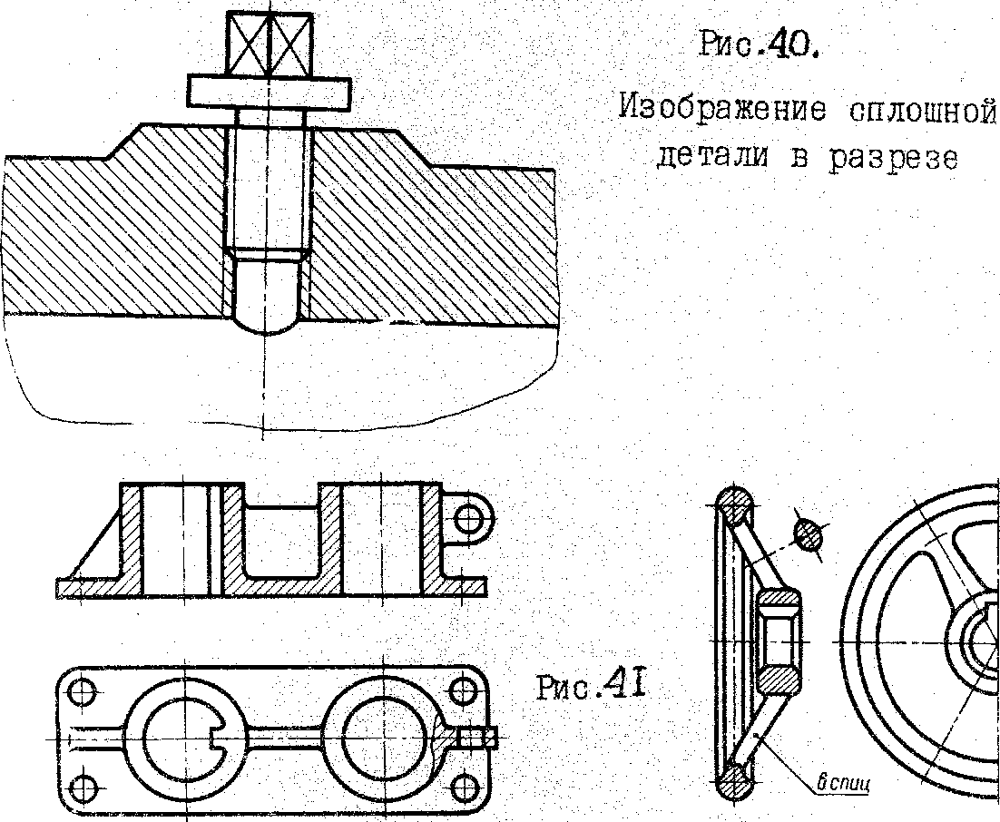 Рис.40.
Изображение сплошной
детали в разрезе
Рис.41
6 спиц